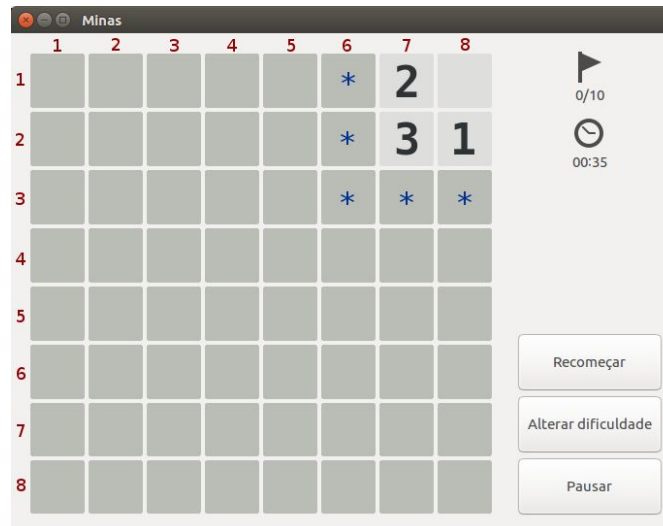 Minas
1 2 3 4 5 6 7 8
1 * 2
0/10
2 * 3 1
00:35
3 * * *
4
5
6
Recomeçar
7
Alterar dificuldade
8
Pausar